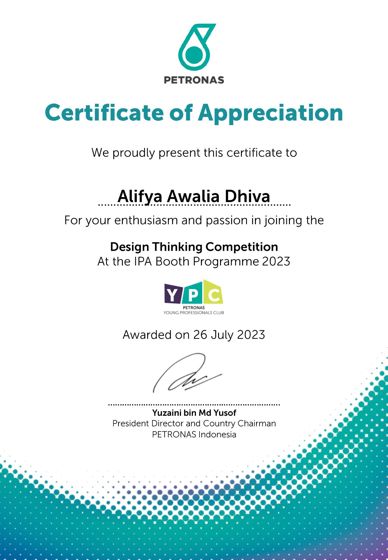 PETRONAS
Certificate of Appreciation
We proudly present this certificate to
Alifya Awalia Dhiva
For your enthusiasm and passion in joining the
Design Thinking Competition
At the IPA Booth Programme 2023
YPC
PETRONAS
YOUNG PROFESSIONALS CLUB
Awarded on 26 July 2023
Yuzaini bin Md Yusof
President Director and Country Chairman
PETRONAS Indonesia